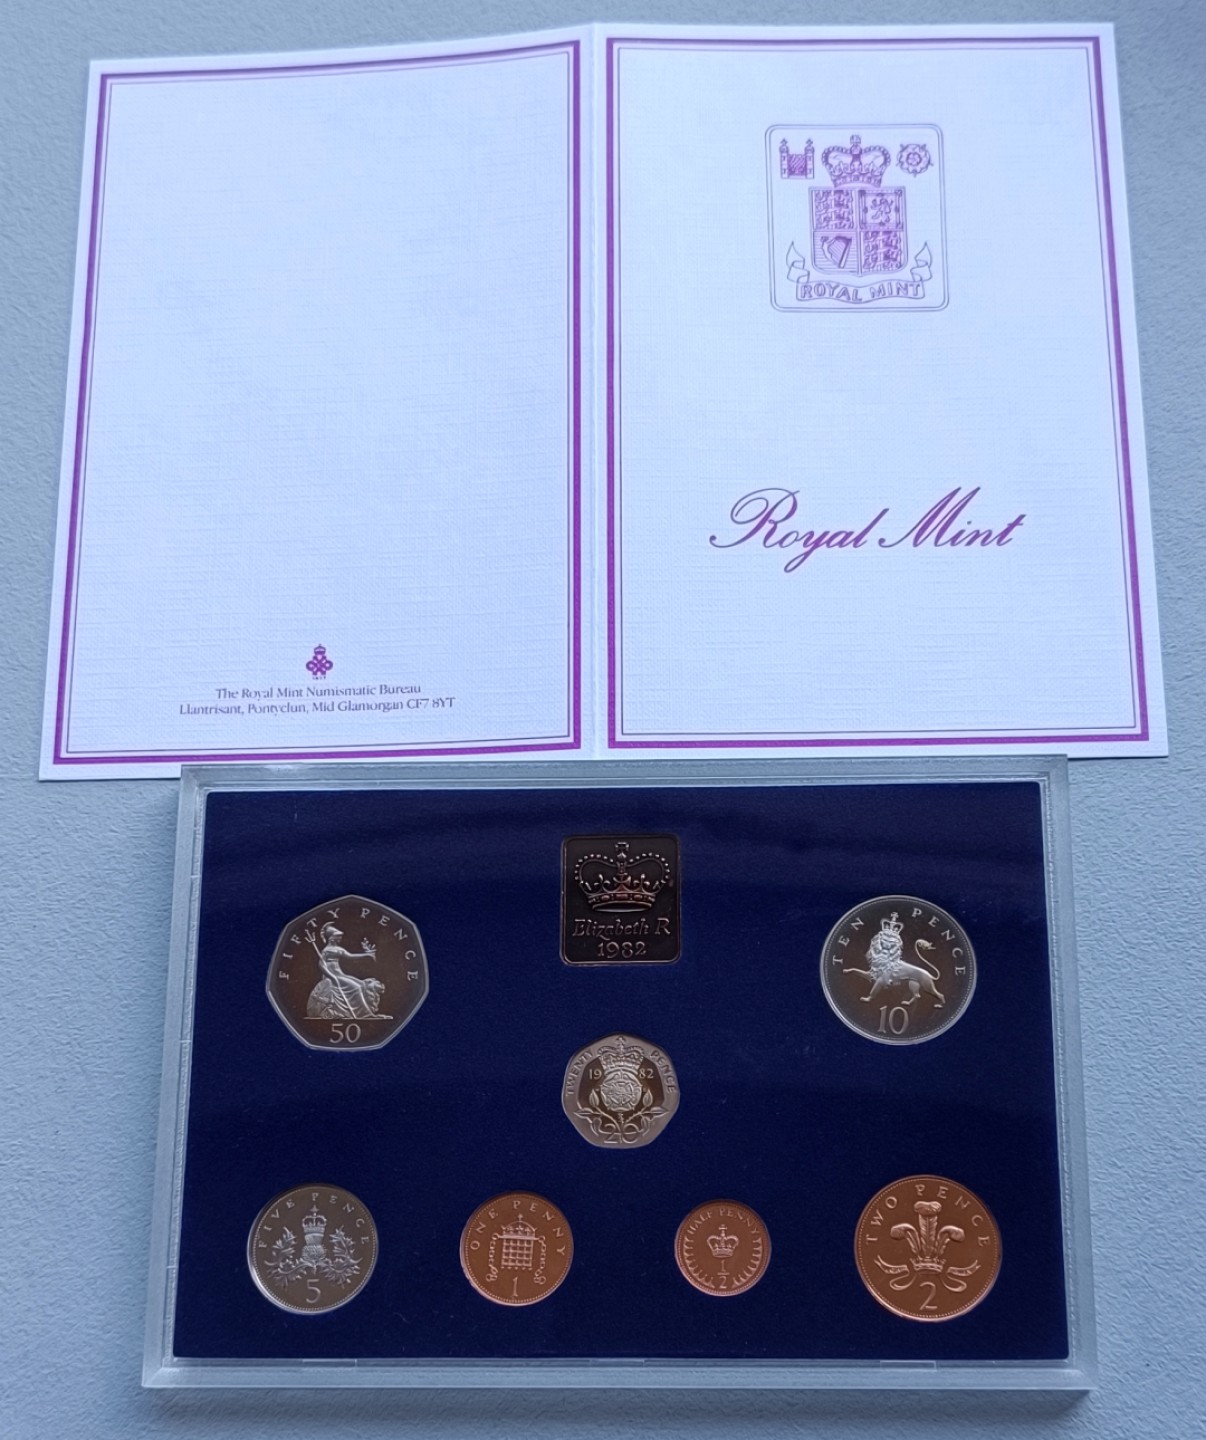 ROYAL MINT
Royal Mint
The Royal Mint Numismatic Bureau
Llantrisant, Pontyclun, Mid Glamorgan CF7 8YT
Elizabeth R
1982
FIFTY PENCE
50
TEN PENCE
10
TWENTY PENCE
1982
20
FIVE PENCE
5
ONE PENNY
1
HALF PENNY
1/2
TWO PENCE
2